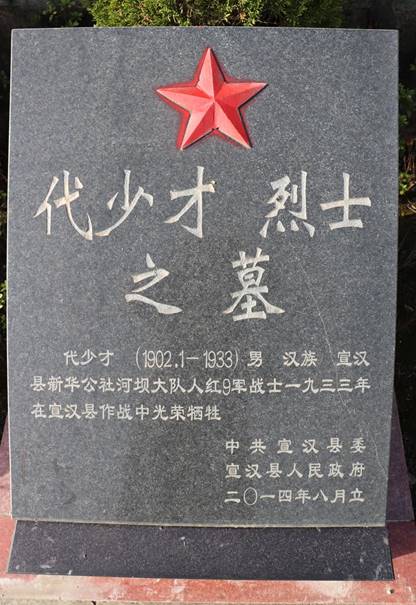 代少才 烈士
之墓
代少才 (1902.1—1933) 男 汉族 宣汉
县新华公社河坝大队人红9军战士一九三三年
在宣汉县作战中光荣牺牲
中共宣汉县委
宣汉县人民政府
二〇一四年八月立